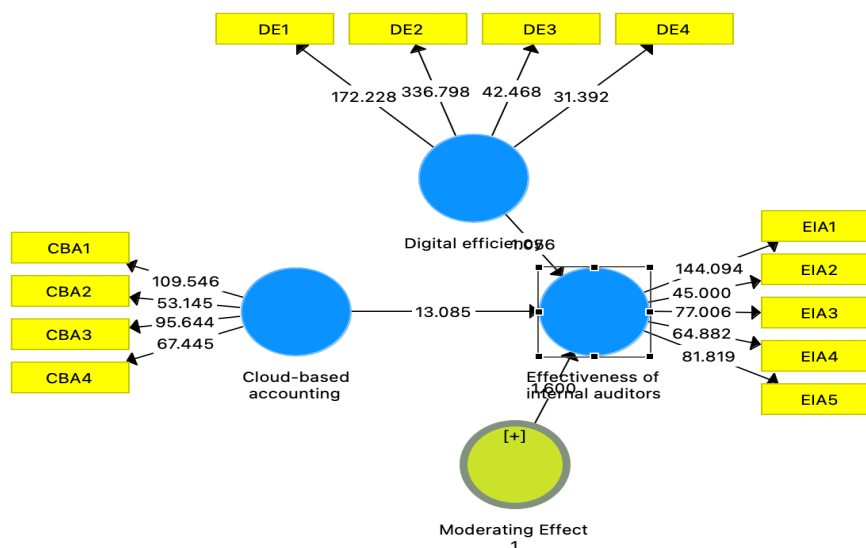 DE1
DE2
DE3
DE4
172.228
336.798
42.468
31.392
Digital efficiency
CBA1
CBA2
CBA3
CBA4
109.546
53.145
95.644
67.445
Cloud-based
accounting
13.085
EIA1
EIA2
EIA3
EIA4
EIA5
144.094
45.000
77.006
64.882
81.819
Effectiveness of
internal auditors
1.600
[+]
Moderating Effect
1